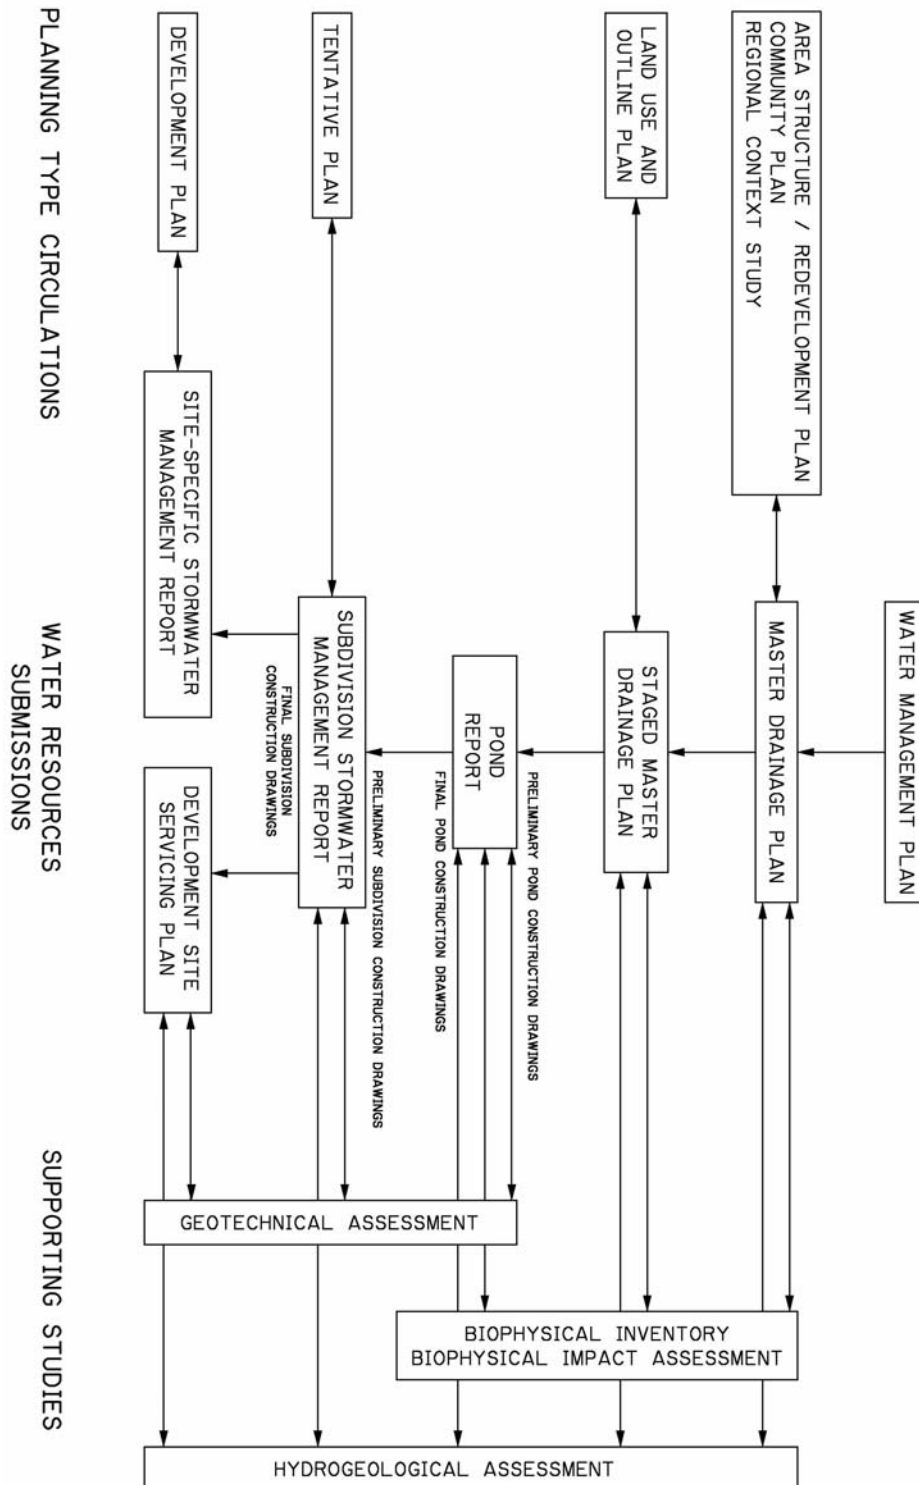 PLANNING TYPE CIRCULATIONS
WATER RESOURCES
SUBMISSIONS
SUPPORTING STUDIES
WATER MANAGEMENT PLAN
AREA STRUCTURE / REDEVELOPMENT PLAN
COMMUNITY PLAN
REGIONAL CONTEXT STUDY
MASTER DRAINAGE PLAN
LAND USE AND
OUTLINE PLAN
STAGED MASTER
DRAINAGE PLAN
PRELIMINARY POND CONSTRUCTION DRAWINGS
POND
REPORT
FINAL POND CONSTRUCTION DRAWINGS
PRELIMINARY SUBDIVISION CONSTRUCTION DRAWINGS
TENTATIVE PLAN
SUBDIVISION STORMWATER
MANAGEMENT REPORT
FINAL SUBDIVISION
CONSTRUCTION DRAWINGS
DEVELOPMENT PLAN
SITE-SPECIFIC STORMWATER
MANAGEMENT REPORT
DEVELOPMENT SITE
SERVICING PLAN
GEOTECHNICAL ASSESSMENT
BIOPHYSICAL INVENTORY
BIOPHYSICAL IMPACT ASSESSMENT
HYDROGEOLOGICAL ASSESSMENT